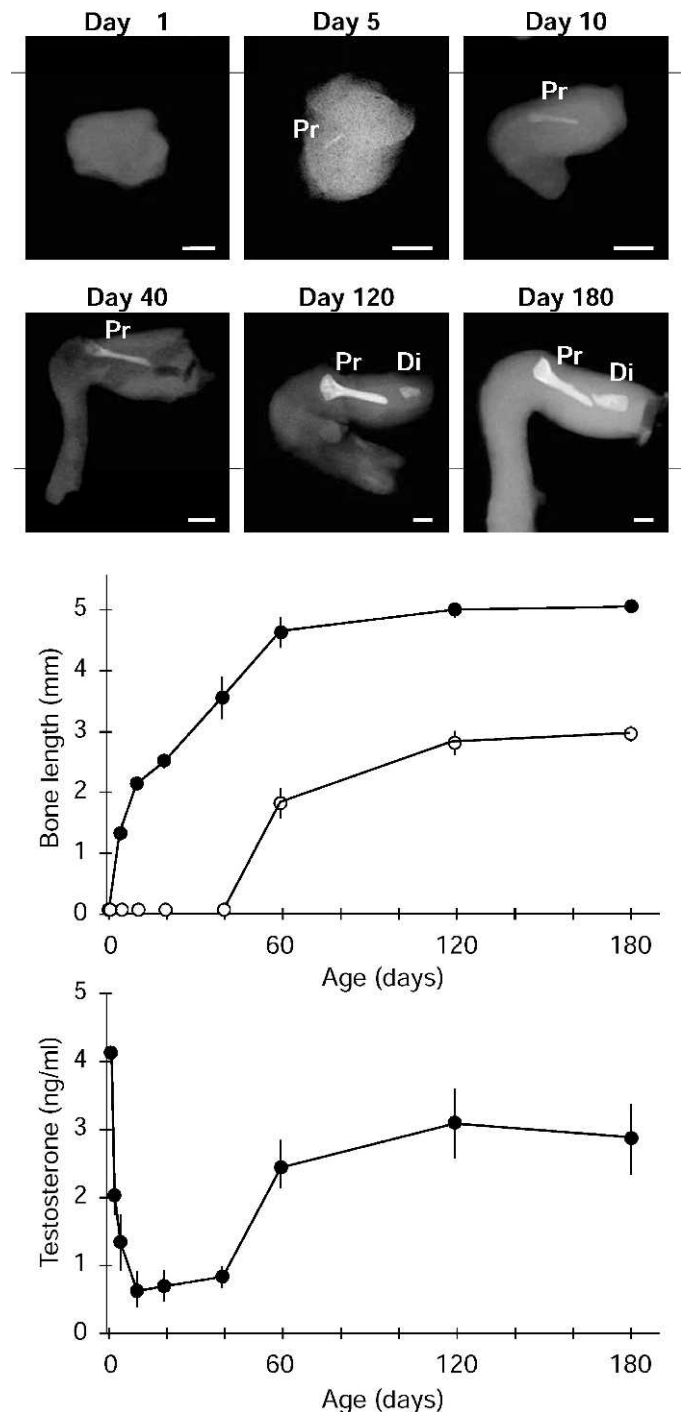 Day 1 Day 5 Day 10
Pr
Pr
Day 40 Day 120 Day 180
Pr
Pr Di
Pr
Di
5
4
3
2
1
0
Bone length (mm)
0 60 120 180
Age (days)
5
4
3
2
1
0
Testosterone (ng/ml)
0 60 120 180
Age (days)